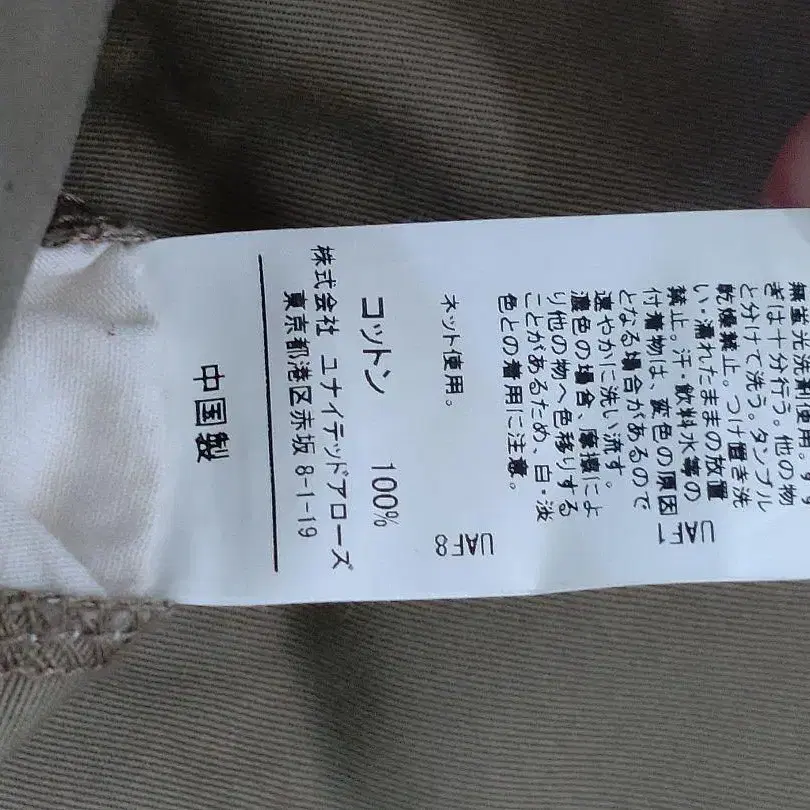 無蛍光洗剤使用。すす
ぎは十分行う。他の物
と分けて洗う。タンブル
乾燥禁止。つけ置き洗
い・濡れたままの放置
禁止。汗・飲料水等の
付着物は、変色の原因
となる場合があるので
速やかに洗い流す。
濃色の場合、摩擦によ
り他の物へ色移りする
ことがあるため、白・淡
色との着用に注意。
UAF1
ネット使用。
UAF8
コットン 100%
株式会社 ユナイテッドアローズ
東京都港区赤坂 8-1-19
中国製